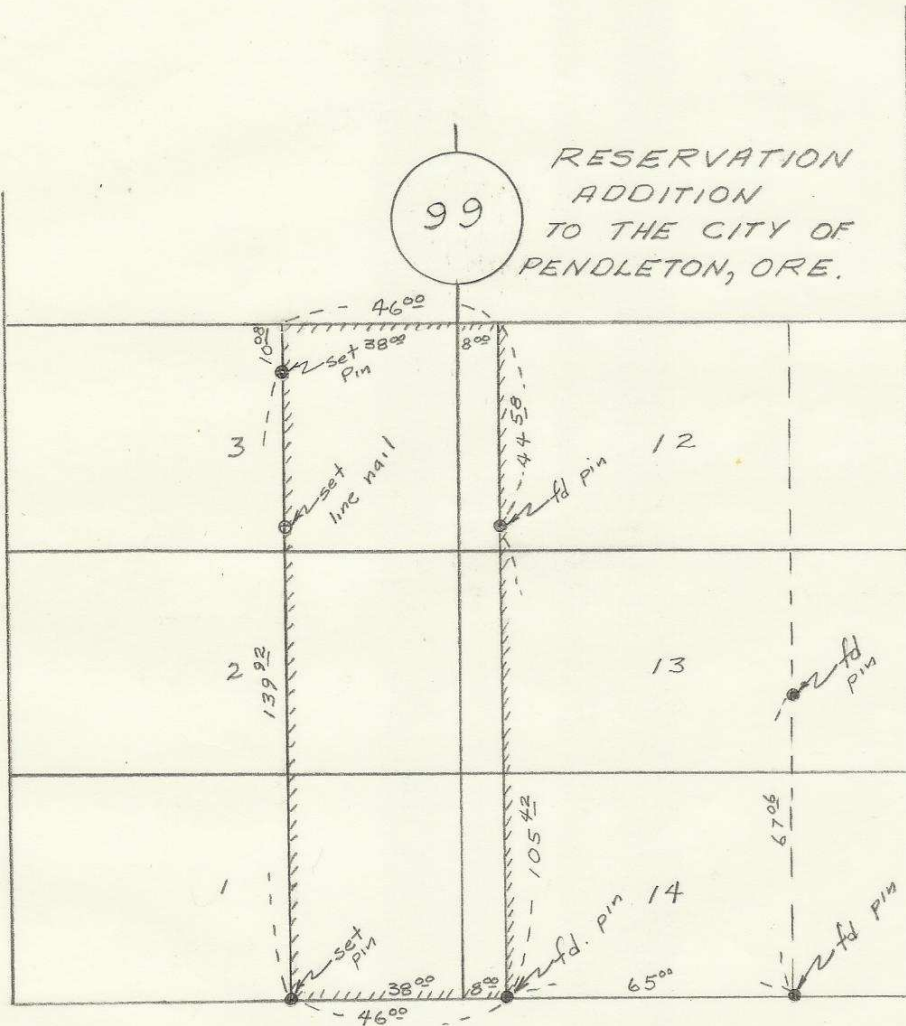 RESERVATION
ADDITION
TO THE CITY OF
PENDLETON, ORE.
99
46 00
10 08
set
pin
38 00
8 00
44 58
3
12
set
line nail
fd pin
2
139 92
13
fd
pin
67 06
105 42
1
14
set
pin
fd. pin
fd pin
38 00
8 00
65 00
46 00